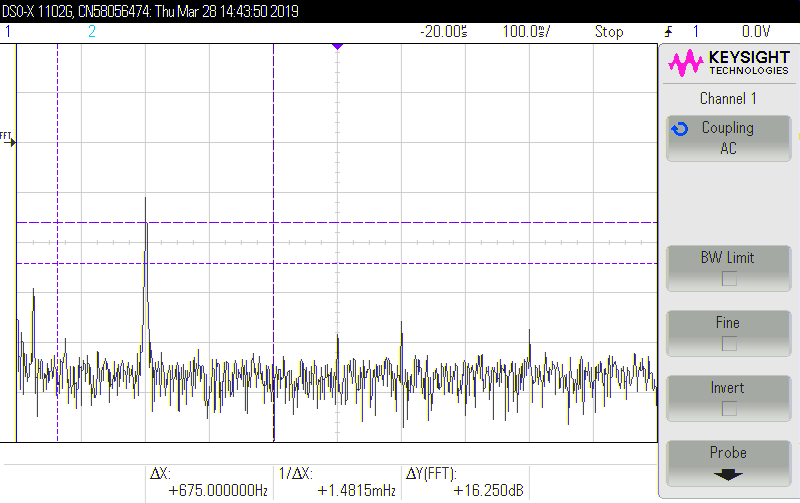 DSO-X 1102G, CN58056474: Thu Mar 28 14:43:50 2019
1 2 -20.00ms 100.0ms/ Stop 1 0.0V
KEYSIGHT
TECHNOLOGIES
Channel 1
Coupling
AC
FFT
BW Limit
Fine
Invert
Probe
ΔX: 1/ΔX: ΔY(FFT):
+675.000000Hz +1.4815mHz +16.250dB